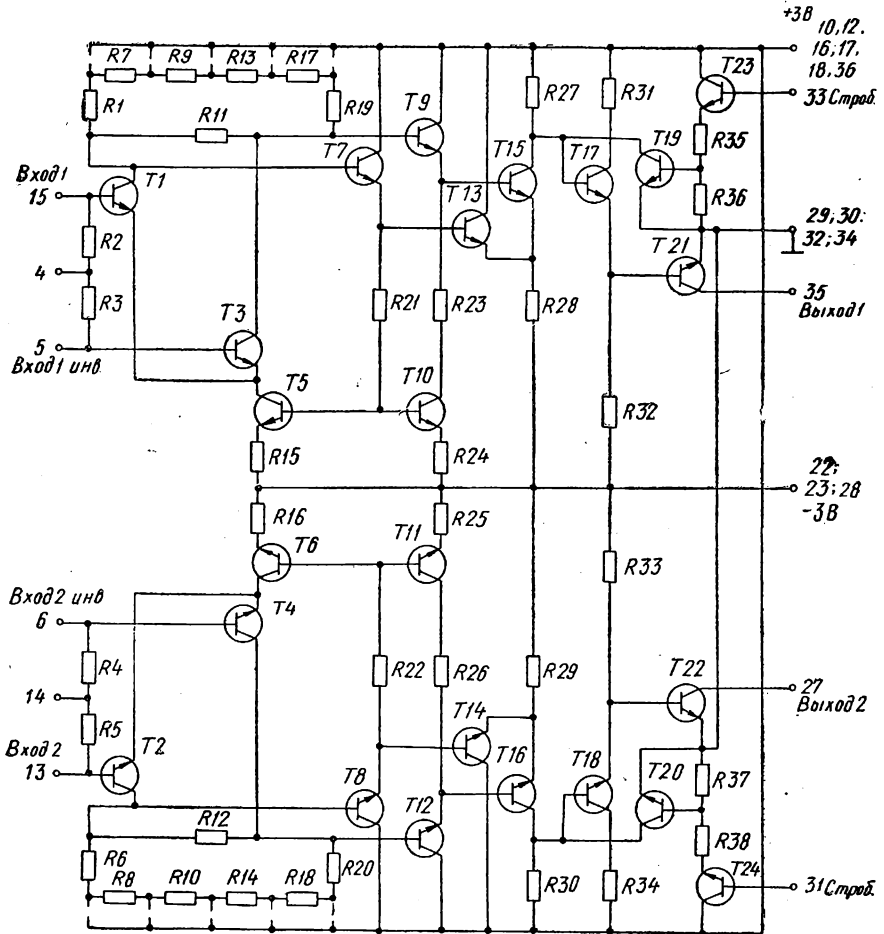 +3В
10,12.
16;17,
18,36
R7 R9 R13 R17
T23
33 Строб.
R1
R11
R19
T9
R27
R31
R35
T7
T15
T17
T19
Вход1
15
T1
T13
R36
29;30:
32;34
R2
4
R3
T21
35
Выход1
R21
R23
R28
T3
5
Вход1 инв
T5
T10
R32
R15
R24
22;
23;28
-3В
R16
R25
T6
T11
R33
Вход2 инв
6
T4
R4
R22
R26
R29
T22
27
Выход2
14
R5
T14
Вход2
13
T2
T16
T18
T20
R37
T8
T12
R12
R38
R6
R20
T24
R8 R10 R14 R18
R30
R34
31 Строб.